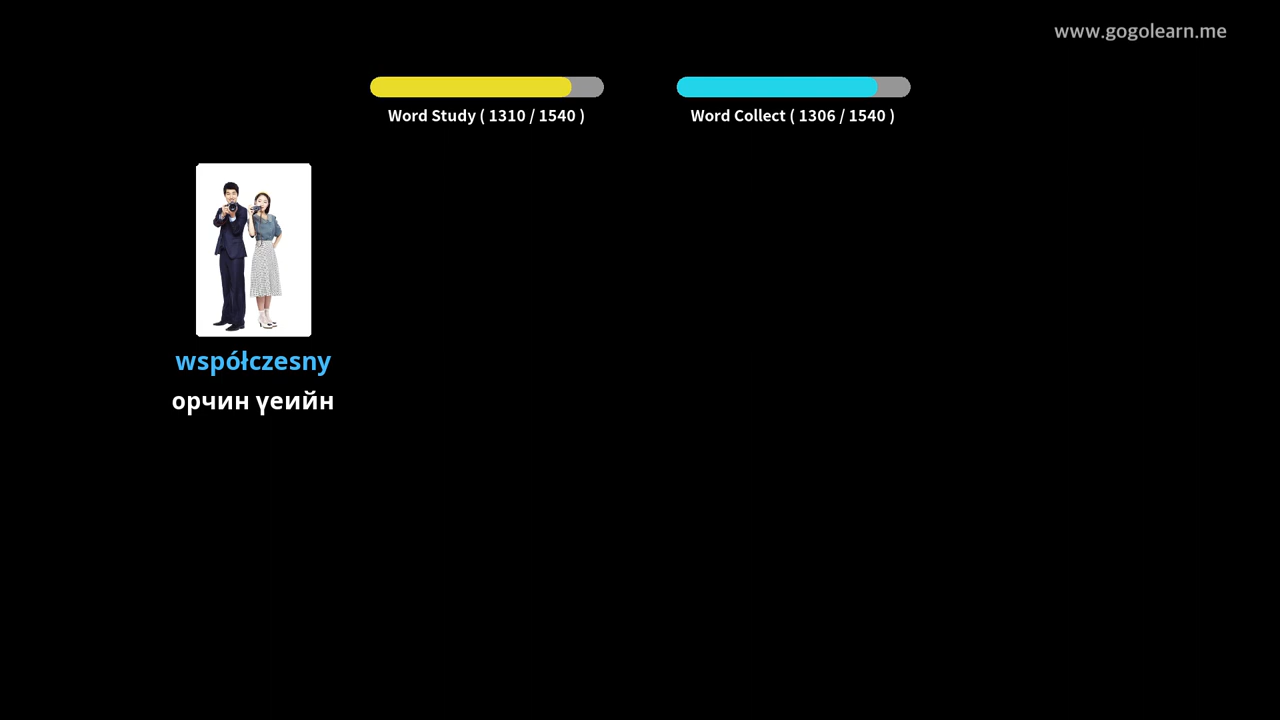 www.gogolearn.me
Word Study ( 1310 / 1540 )
Word Collect ( 1306 / 1540 )
współczesny
орчин үеийн